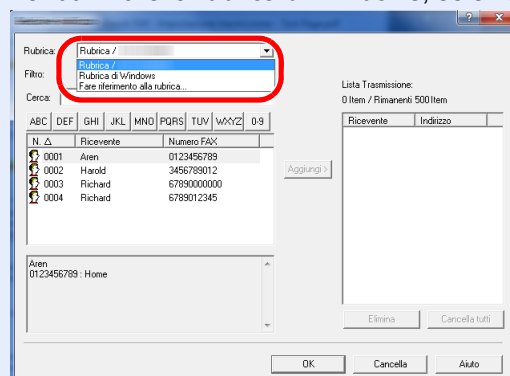 Rubrica: Rubrica /
Rubrica /
Rubrica di Windows
Fare riferimento alla rubrica...
Filtro:
Cerca:
Lista Trasmissione:
0 Item / Rimanenti 500 Item
ABC DEF GHI JKL MNO PQRS TUV WXYZ 0-9
N. Δ Ricevente Numero FAX
0001 Aren 0123456789
0002 Harold 3456789012
0003 Richard 67890000000
0004 Richard 6789012345
Aggiungi >
Ricevente Indirizzo
Aren
0123456789 : Home
Elimina Cancella tutti
OK Cancella Aiuto